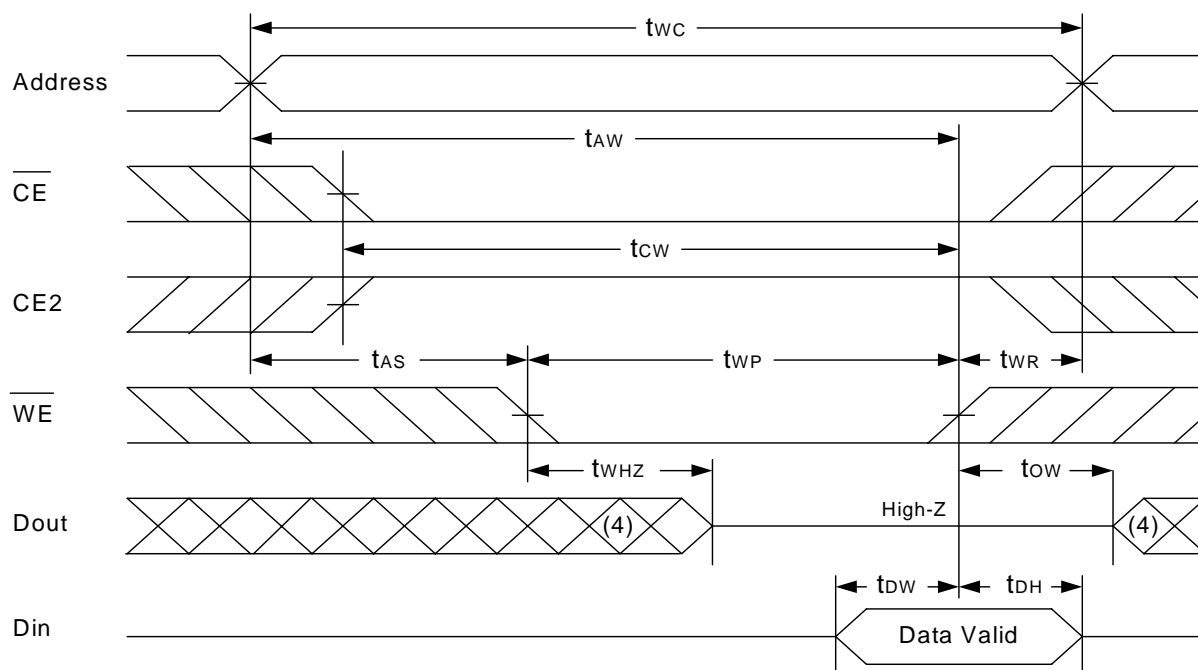 tWC
Address
tAW
CE
tCW
CE2
tAS
tWP
tWR
WE
tWHZ
tOW
Dout
(4)
High-Z
(4)
tDW
tDH
Din
Data Valid